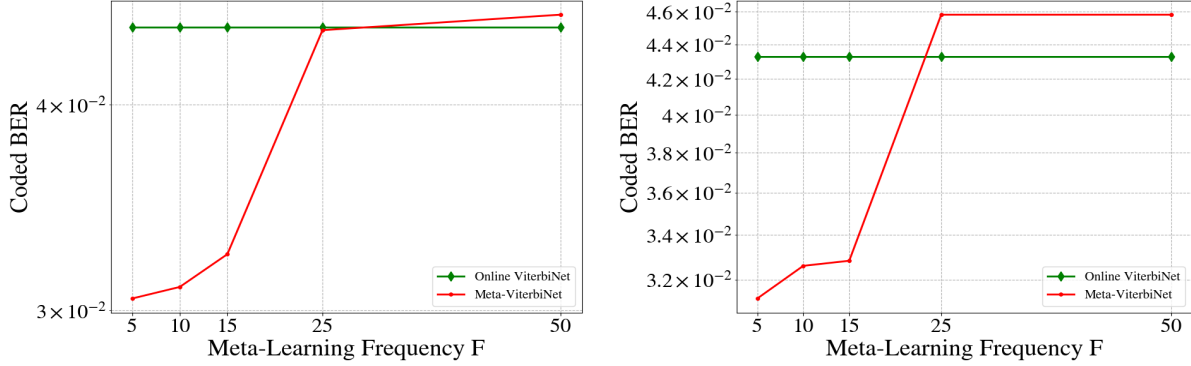 Coded BER
4 × 10⁻²
3 × 10⁻²
Online ViterbiNet
Meta-ViterbiNet
5 10 15 25 50
Meta-Learning Frequency F
Coded BER
4.6 × 10⁻²
4.4 × 10⁻²
4.2 × 10⁻²
4 × 10⁻²
3.8 × 10⁻²
3.6 × 10⁻²
3.4 × 10⁻²
3.2 × 10⁻²
Online ViterbiNet
Meta-ViterbiNet
5 10 15 25 50
Meta-Learning Frequency F